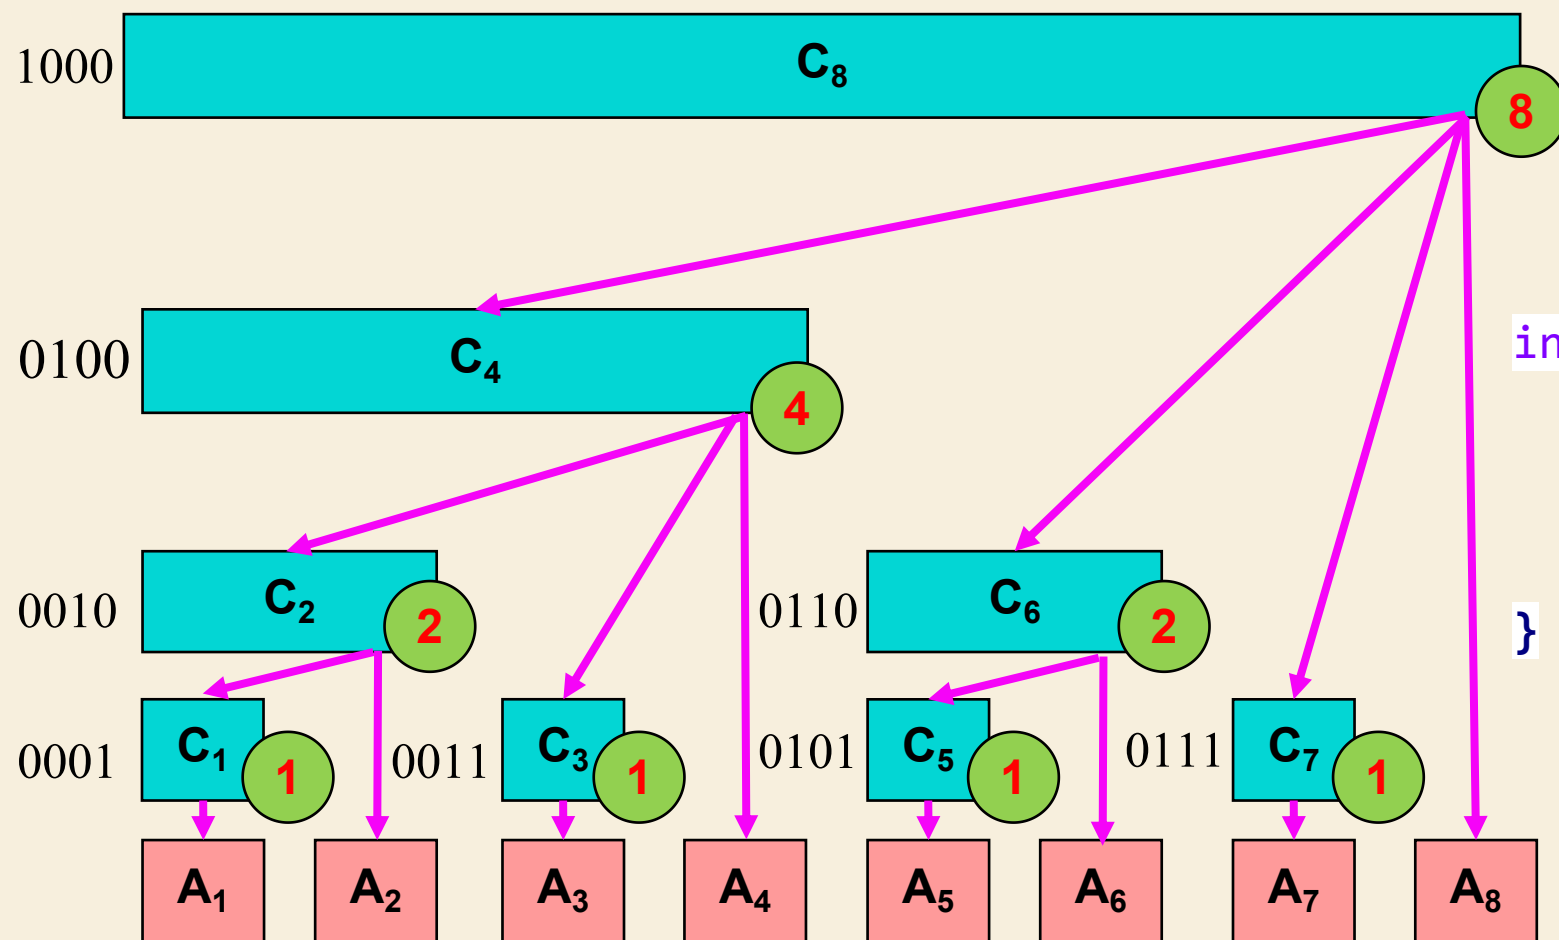 1000 C₈ 8
in
0100 C₄ 4
0010 C₂ 2 0110 C₆ 2
}
0001 C₁ 1 0011 C₃ 1 0101 C₅ 1 0111 C₇ 1
A₁ A₂ A₃ A₄ A₅ A₆ A₇ A₈